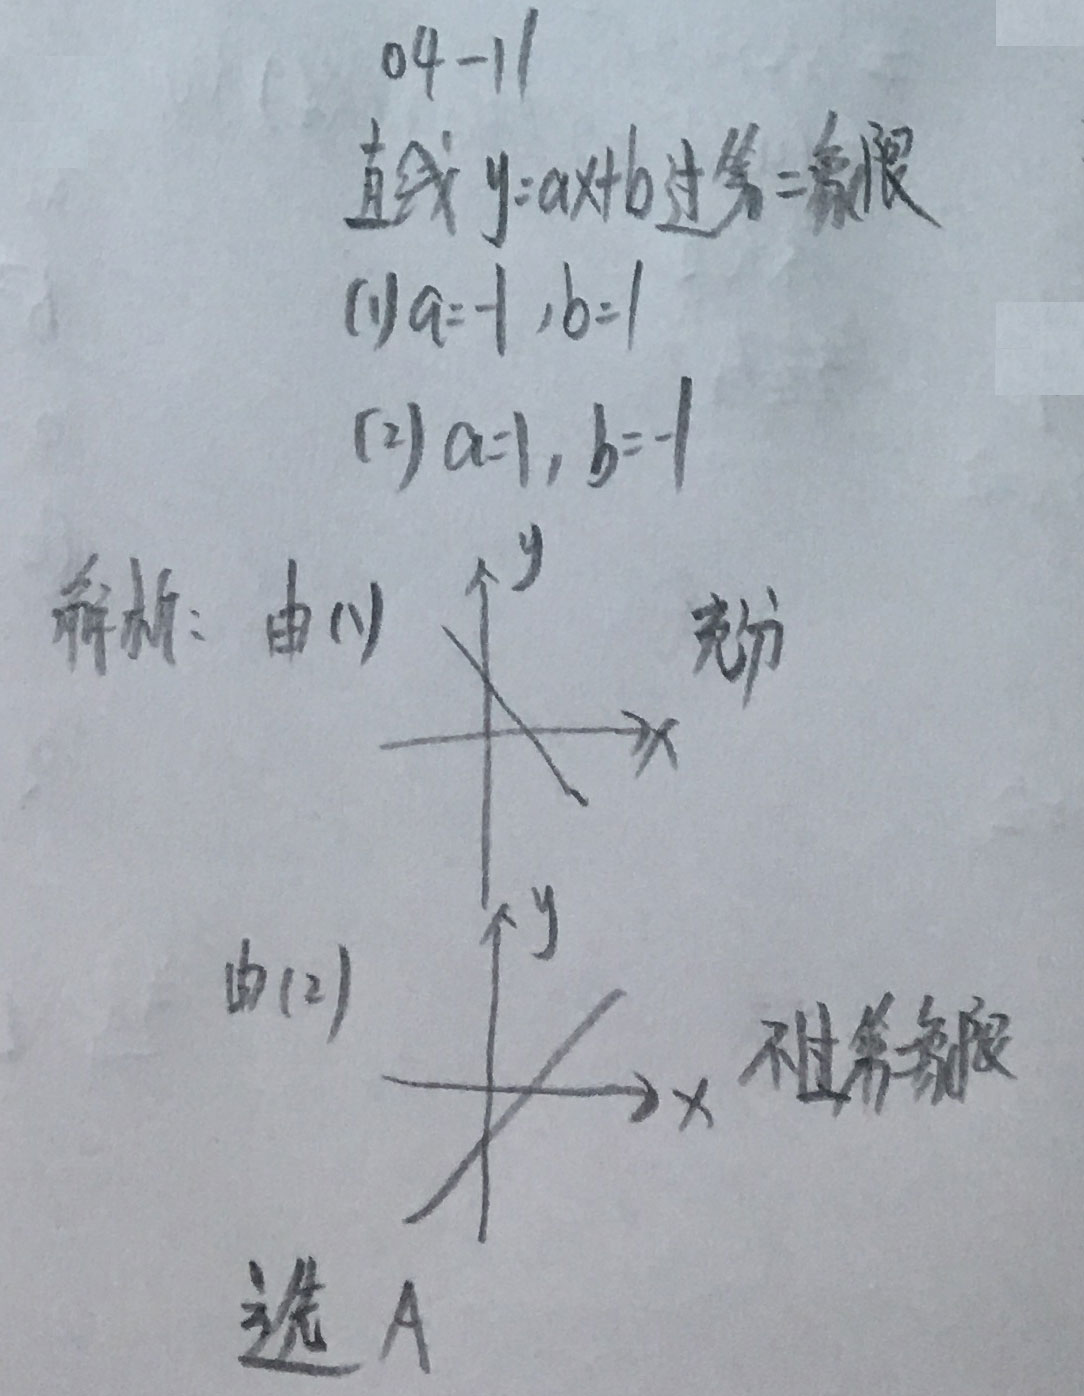 04-11
直线 y=ax+b过第二象限
(1) a=-1,b=1
(2) a=1, b=-1
解析: 由(1)
y
x
充分
由(2)
y
x
不过第二象限
选 A